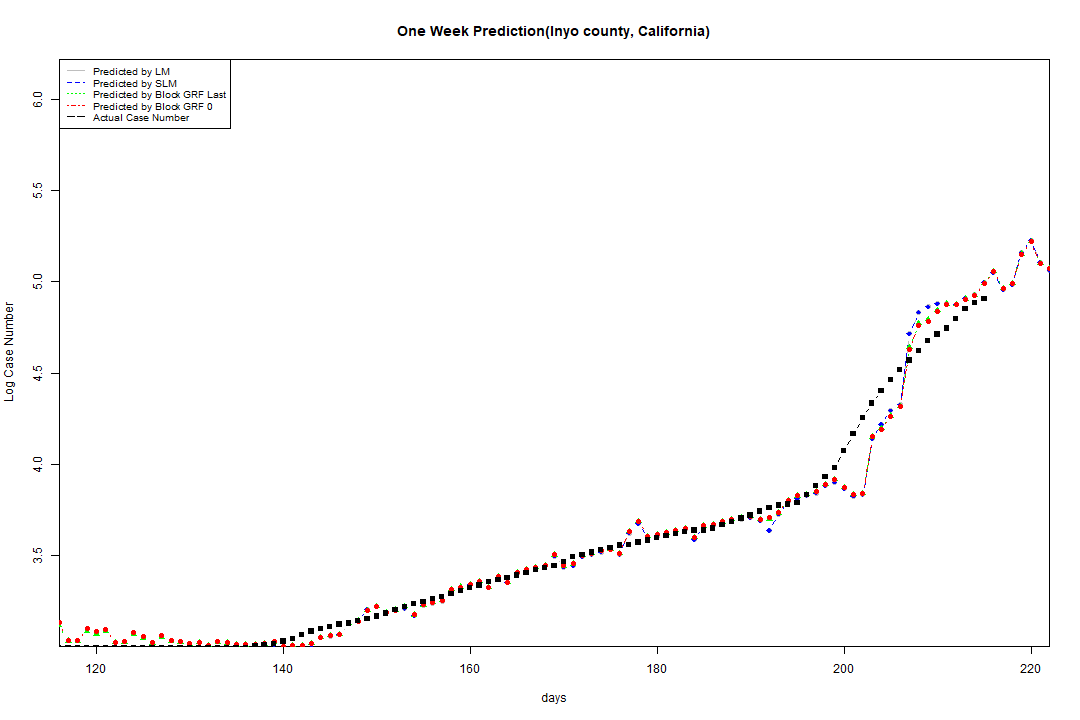 One Week Prediction(Inyo county, California)
Predicted by LM
Predicted by SLM
Predicted by Block GRF Last
Predicted by Block GRF 0
Actual Case Number
6.0
5.5
5.0
4.5
4.0
3.5
Log Case Number
120 140 160 180 200 220
days